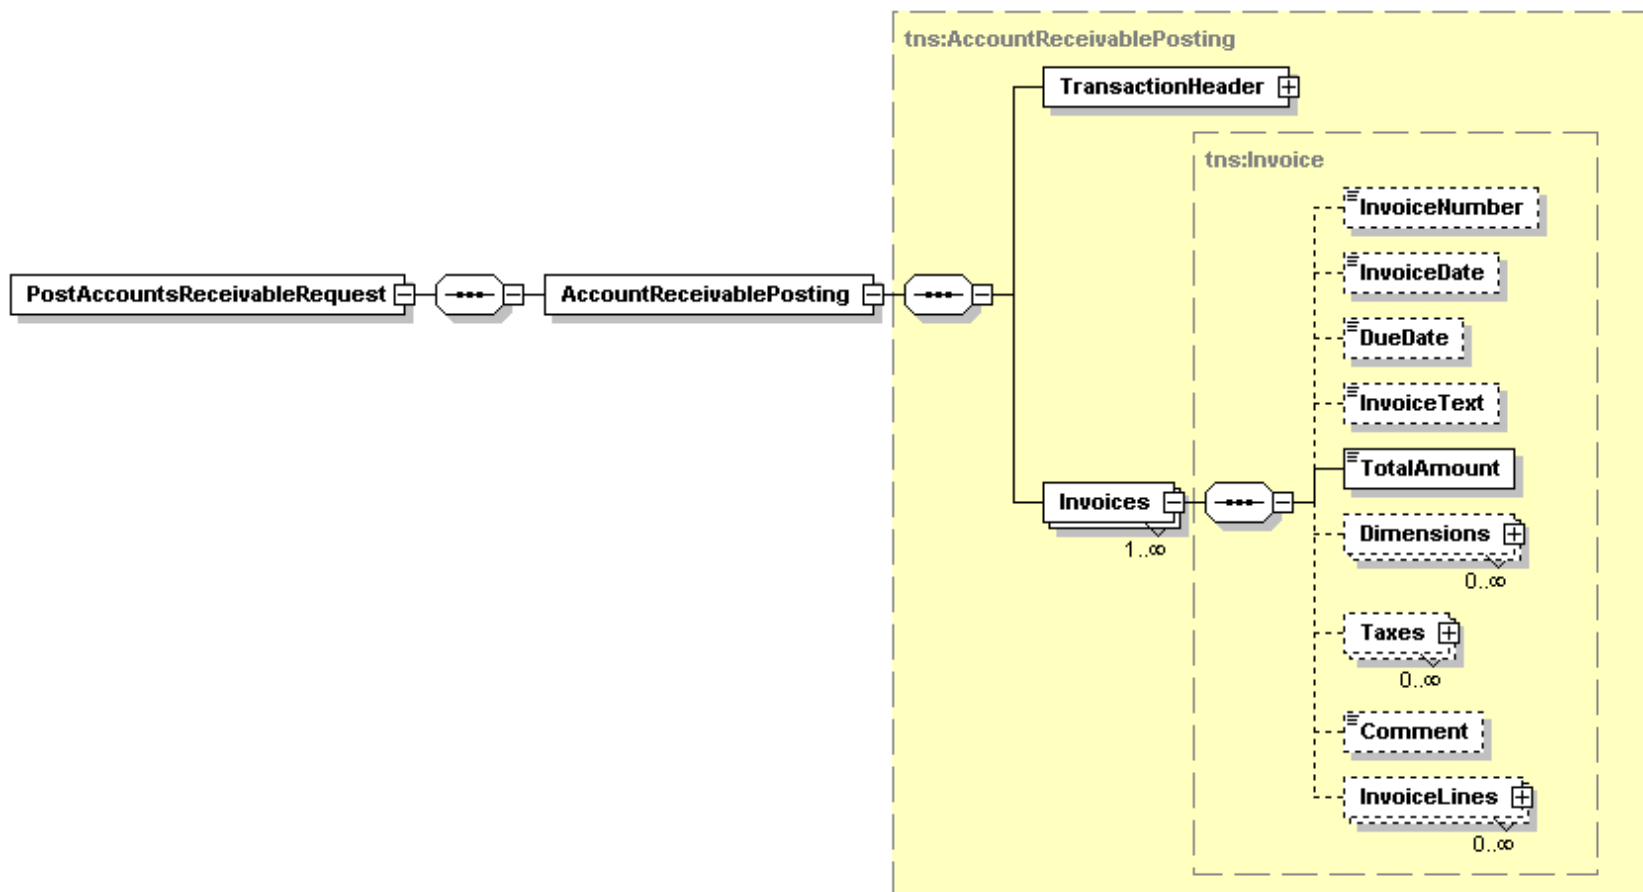 tns:AccountReceivablePosting
TransactionHeader
tns:Invoice
InvoiceNumber
InvoiceDate
PostAccountsReceivableRequest
AccountReceivablePosting
DueDate
InvoiceText
TotalAmount
Invoices
1..∞
Dimensions
0..∞
Taxes
0..∞
Comment
InvoiceLines
0..∞